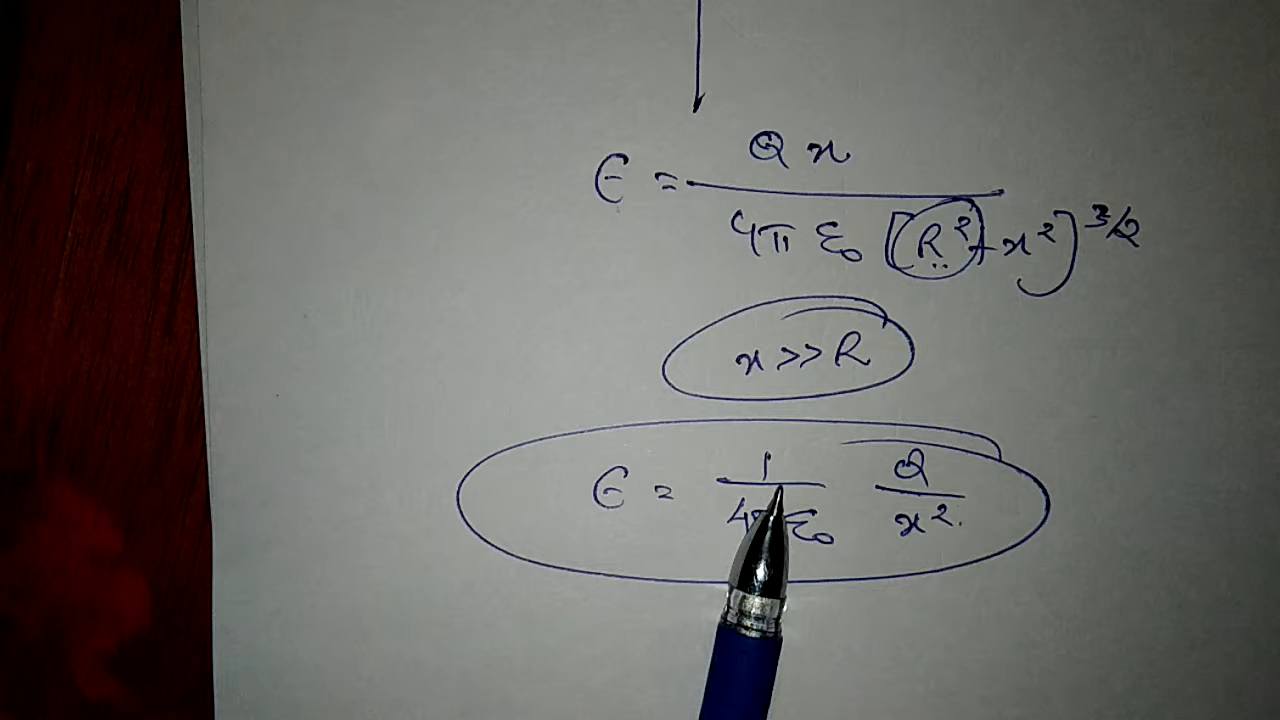 E = Qx / 4π ε₀ [R² + x²]^3/2
x >> R
E = 1 / 4π ε₀ Q / x².